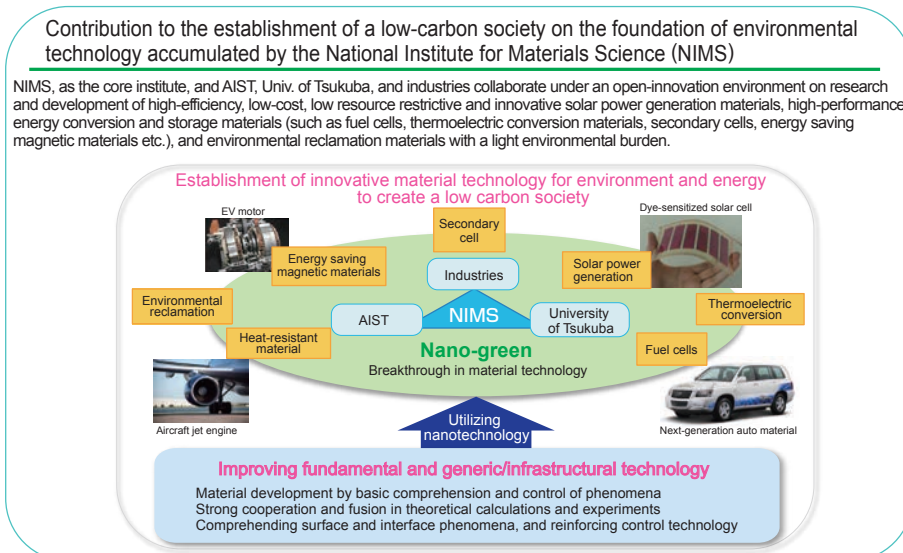 Contribution to the establishment of a low-carbon society on the foundation of environmental
technology accumulated by the National Institute for Materials Science (NIMS)
NIMS, as the core institute, and AIST, Univ. of Tsukuba, and industries collaborate under an open-innovation environment on research
and development of high-efficiency, low-cost, low resource restrictive and innovative solar power generation materials, high-performance
energy conversion and storage materials (such as fuel cells, thermoelectric conversion materials, secondary cells, energy saving
magnetic materials etc.), and environmental reclamation materials with a light environmental burden.
Establishment of innovative material technology for environment and energy
to create a low carbon society
EV motor
Dye-sensitized solar cell
Secondary
cell
Energy saving
magnetic materials
Solar power
generation
Industries
Environmental
reclamation
Thermoelectric
conversion
AIST
NIMS
University
of Tsukuba
Heat-resistant
material
Nano-green
Fuel cells
Breakthrough in material technology
Aircraft jet engine
Utilizing
nanotechnology
Next-generation auto material
Improving fundamental and generic/infrastructural technology
Material development by basic comprehension and control of phenomena
Strong cooperation and fusion in theoretical calculations and experiments
Comprehending surface and interface phenomena, and reinforcing control technology